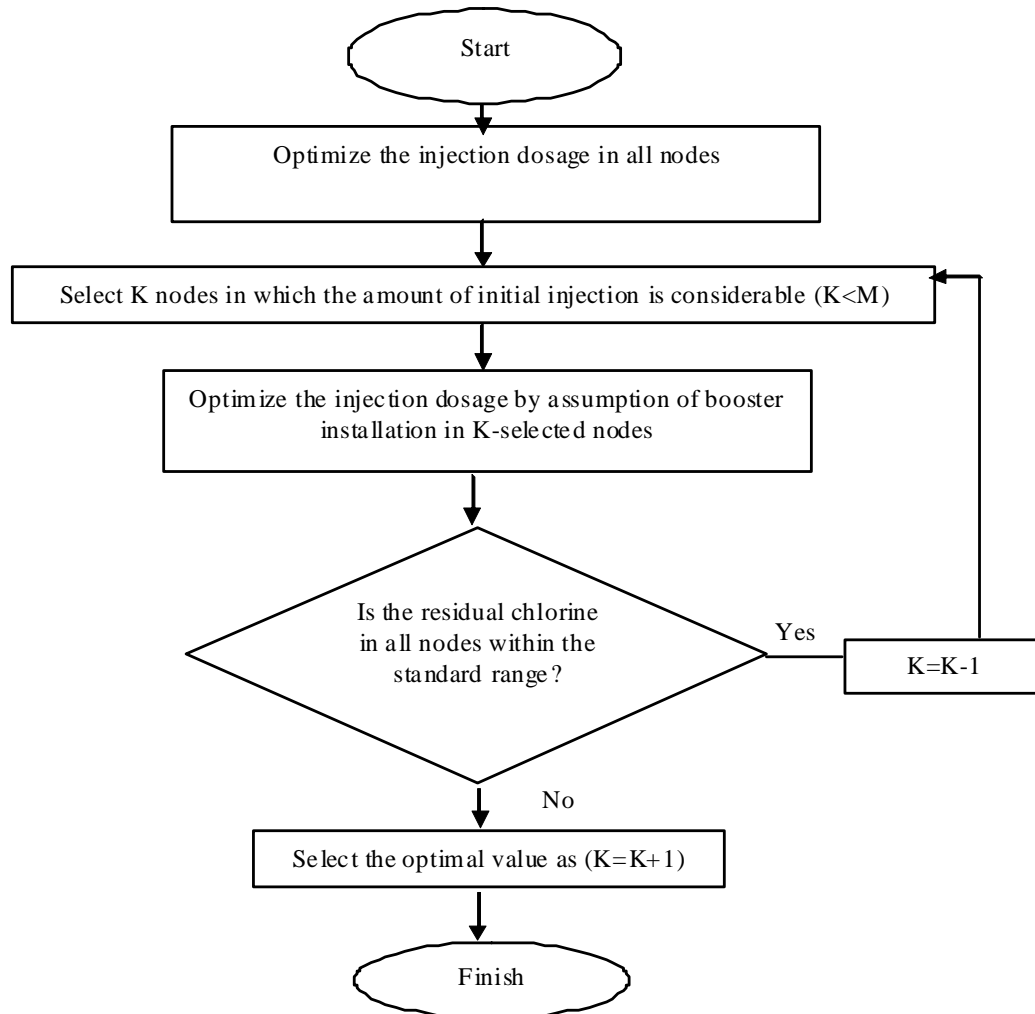 Start
Optimize the injection dosage in all nodes
Select K nodes in which the amount of initial injection is considerable (K<M)
Optimize the injection dosage by assumption of booster
installation in K-selected nodes
Is the residual chlorine
in all nodes within the
standard range?
Yes
K=K-1
No
Select the optimal value as (K=K+1)
Finish